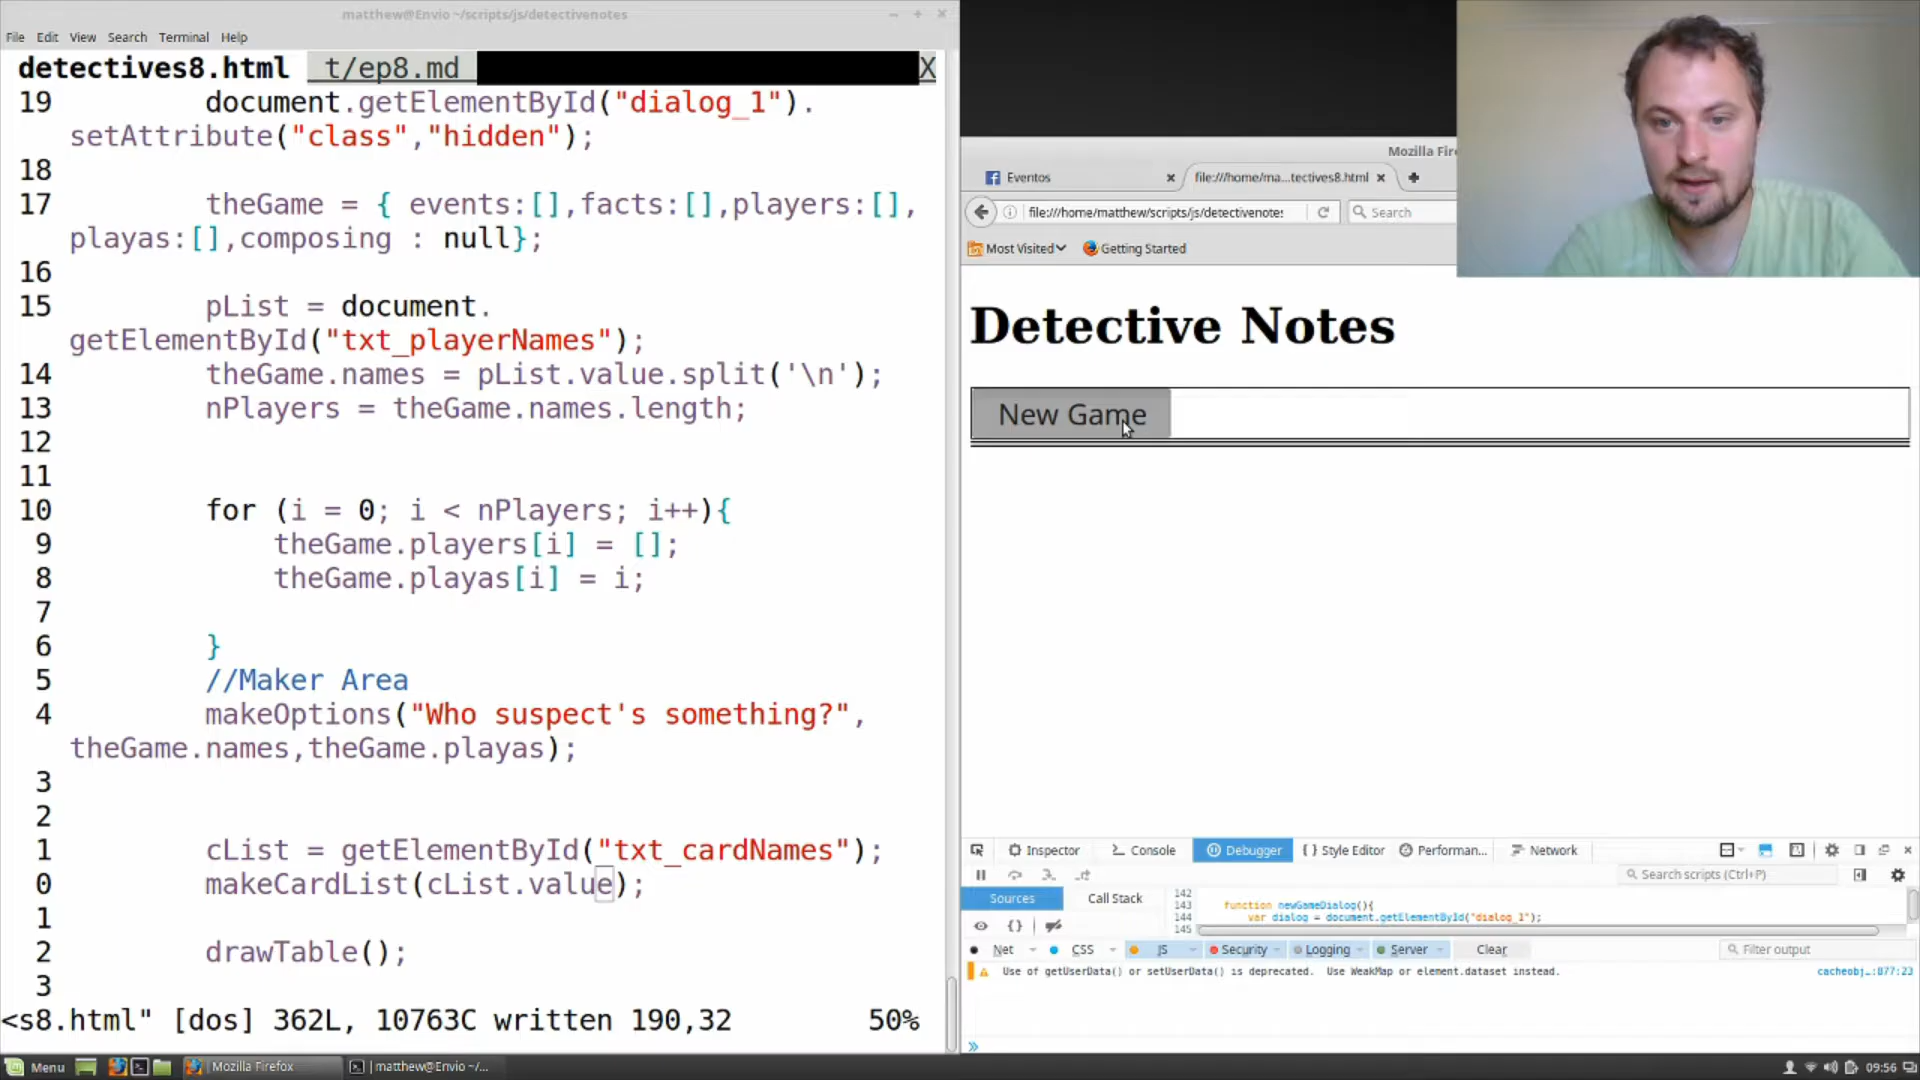 matthew@Envio ~/scripts/js/detectivenotes
File Edit View Search Terminal Help
detectives8.html t/ep8.md X
19 document.getElementById("dialog_1").
setAttribute("class","hidden");
18
17 theGame = { events:[],facts:[],players:[],
playas:[],composing : null};
16
15 pList = document.
getElementById("txt_playerNames");
14 theGame.names = pList.value.split('\n');
13 nPlayers = theGame.names.length;
12
11
10 for (i = 0; i < nPlayers; i++){
9 theGame.players[i] = [];
8 theGame.playas[i] = i;
7
6 }
5 //Maker Area
4 makeOptions("Who suspect's something?",
theGame.names,theGame.playas);
3
2
1 cList = getElementById("txt_cardNames");
0 makeCardList(cList.value);
1
2 drawTable();
3
<s8.html" [dos] 362L, 10763C written 190,32 50%
Mozilla Fire
Eventos file:///home/ma...tectives8.html
file:///home/matthew/scripts/js/detectivenote: Search
Most Visited Getting Started
Detective Notes
New Game
Inspector Console Debugger Style Editor Performan... Network
Search scripts (Ctrl+P)
Sources Call Stack
142
143 function newGameDialog(){
144 var dialog = document.getElementById("dialog_1");
145
Net CSS JS Security Logging Server Clear Filter output
Use of getUserData() or setUserData() is deprecated. Use WeakMap or element.dataset instead. cacheobj…:877:23
»
Menu Mozilla Firefox matthew@Envio ~/... 09:56